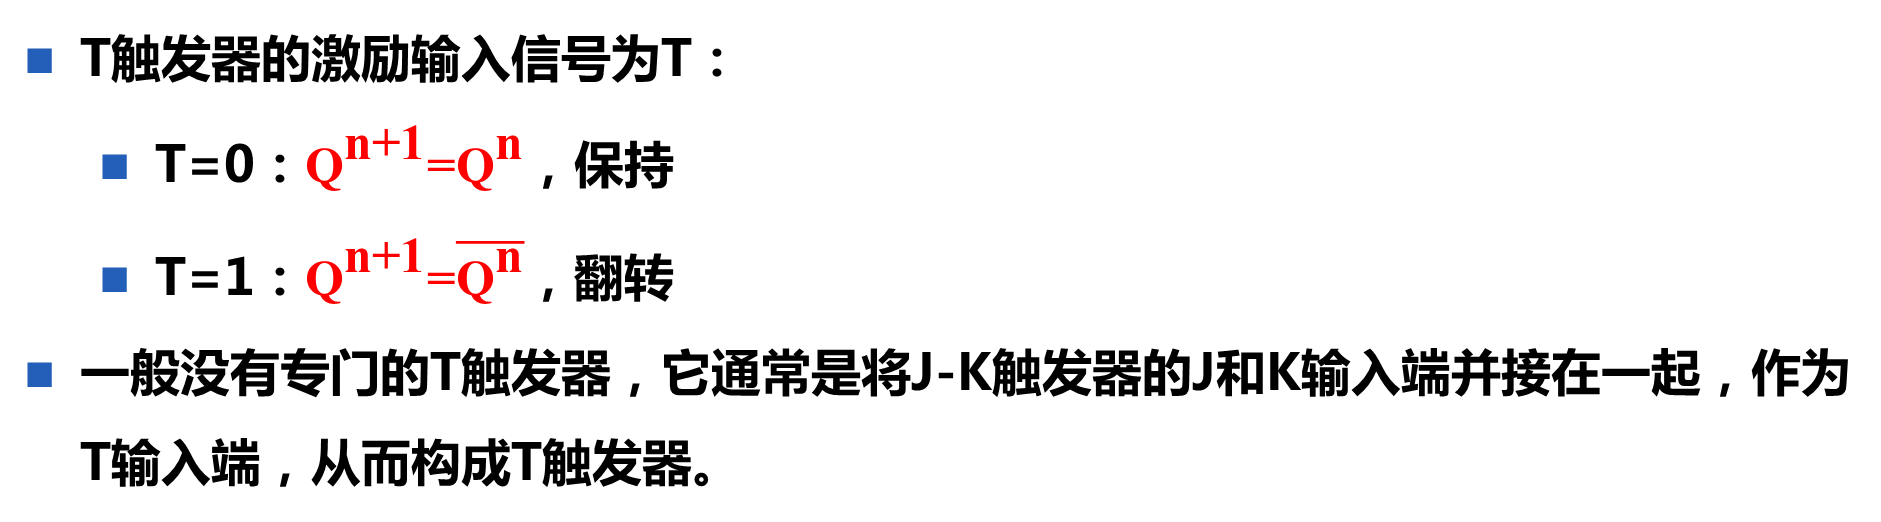 ■ T触发器的激励输入信号为T：
■ T=0：Qⁿ⁺¹=Qⁿ，保持
■ T=1：Qⁿ⁺¹=\overline{Qⁿ}，翻转
■ 一般没有专门的T触发器，它通常是将J-K触发器的J和K输入端并接在一起，作为
T输入端，从而构成T触发器。